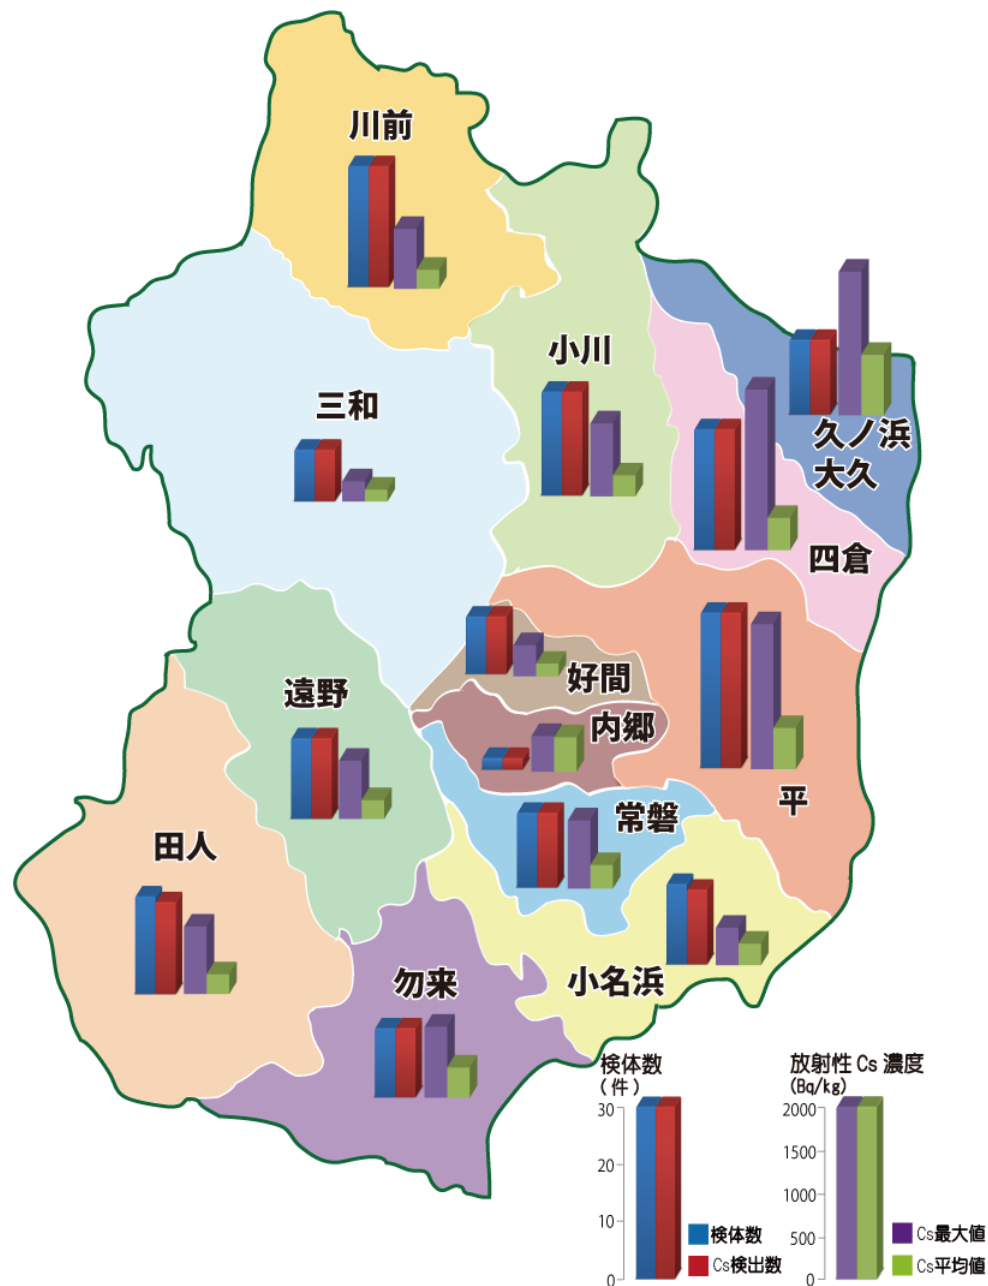 川前
小川
三和
久ノ浜
大久
四倉
好間
遠野
内郷
平
常磐
田人
小名浜
勿来
検体数
(件)
30
20
10
0
検体数
Cs検出数
放射性 Cs 濃度
(Bq/kg)
2000
1500
1000
500
0
Cs最大値
Cs平均値